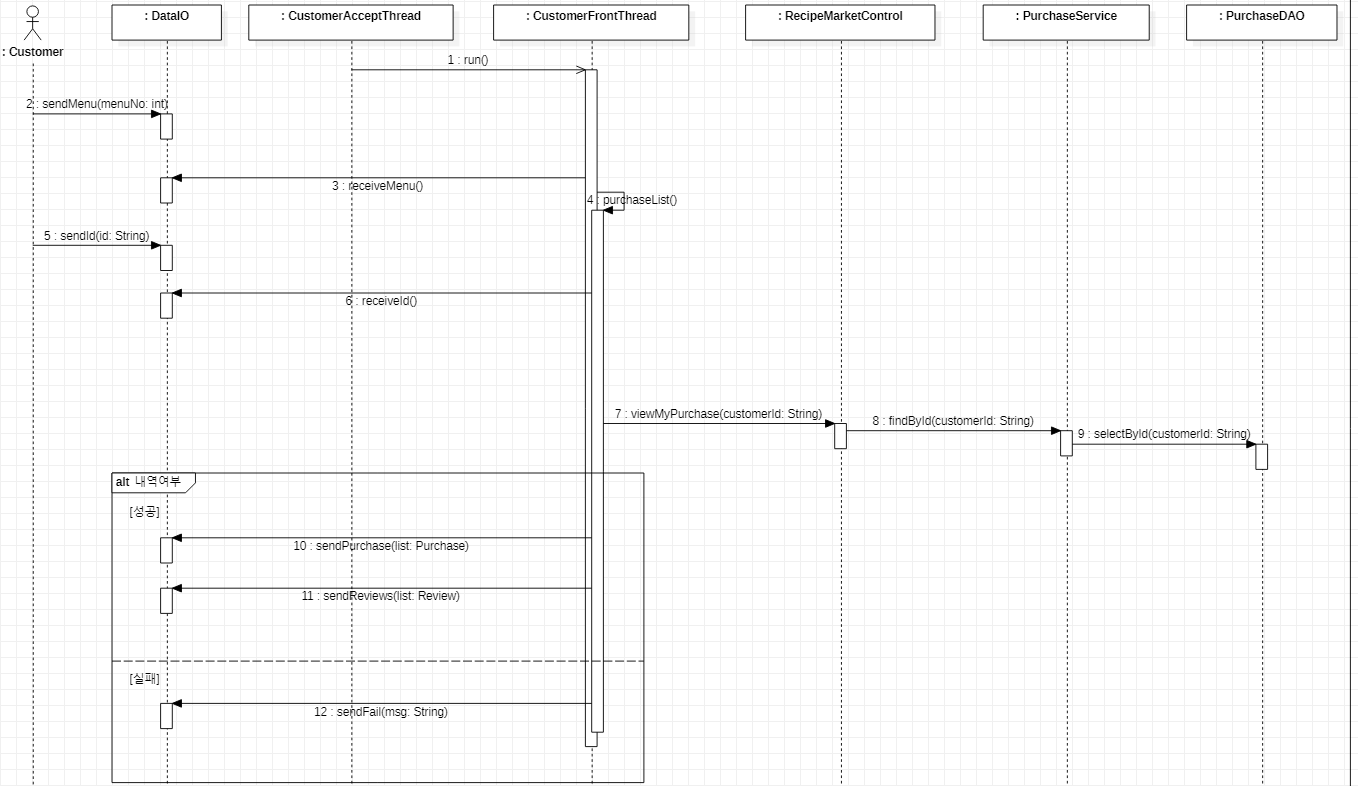 : DataIO
: CustomerAcceptThread
: CustomerFrontThread
: RecipeMarketControl
: PurchaseService
: PurchaseDAO
: Customer
1 : run()
2 : sendMenu(menuNo: int)
3 : receiveMenu()
4 : purchaseList()
5 : sendId(id: String)
6 : receiveId()
7 : viewMyPurchase(customerId: String)
8 : findById(customerId: String)
9 : selectById(customerId: String)
alt 내역여부
[성공]
10 : sendPurchase(list: Purchase)
11 : sendReviews(list: Review)
[실패]
12 : sendFail(msg: String)